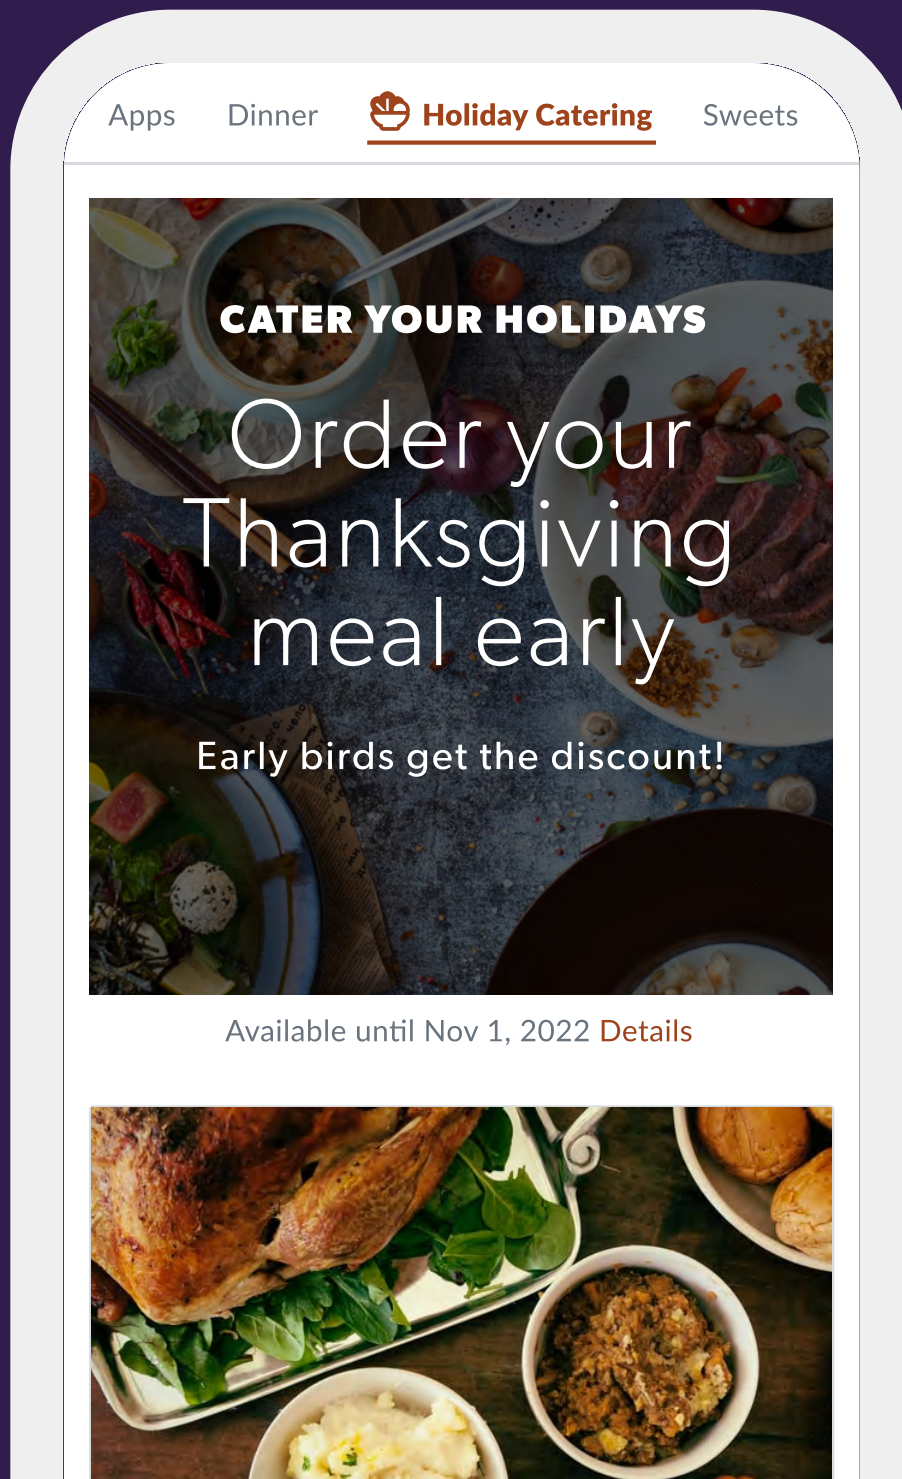 Apps Dinner Holiday Catering Sweets
CATER YOUR HOLIDAYS
Order your
Thanksgiving
meal early
Early birds get the discount!
Available until Nov 1, 2022 Details